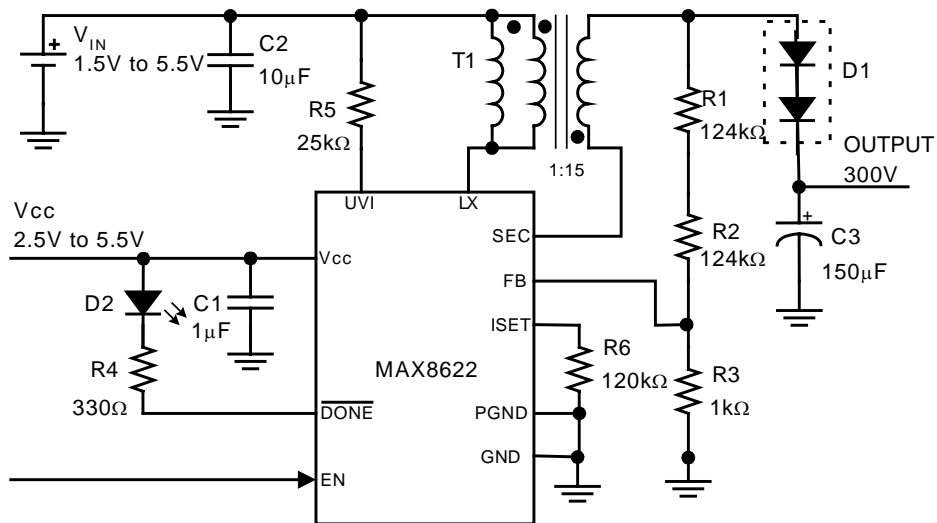 +
V_IN
1.5V to 5.5V
C2
10μF
R5
25kΩ
T1
1:15
R1
124kΩ
D1
OUTPUT
300V
UVI
LX
Vcc
2.5V to 5.5V
Vcc
SEC
R2
124kΩ
+
C3
150μF
FB
D2
C1
1μF
ISET
R4
330Ω
MAX8622
R6
120kΩ
R3
1kΩ
DONE
PGND
GND
EN